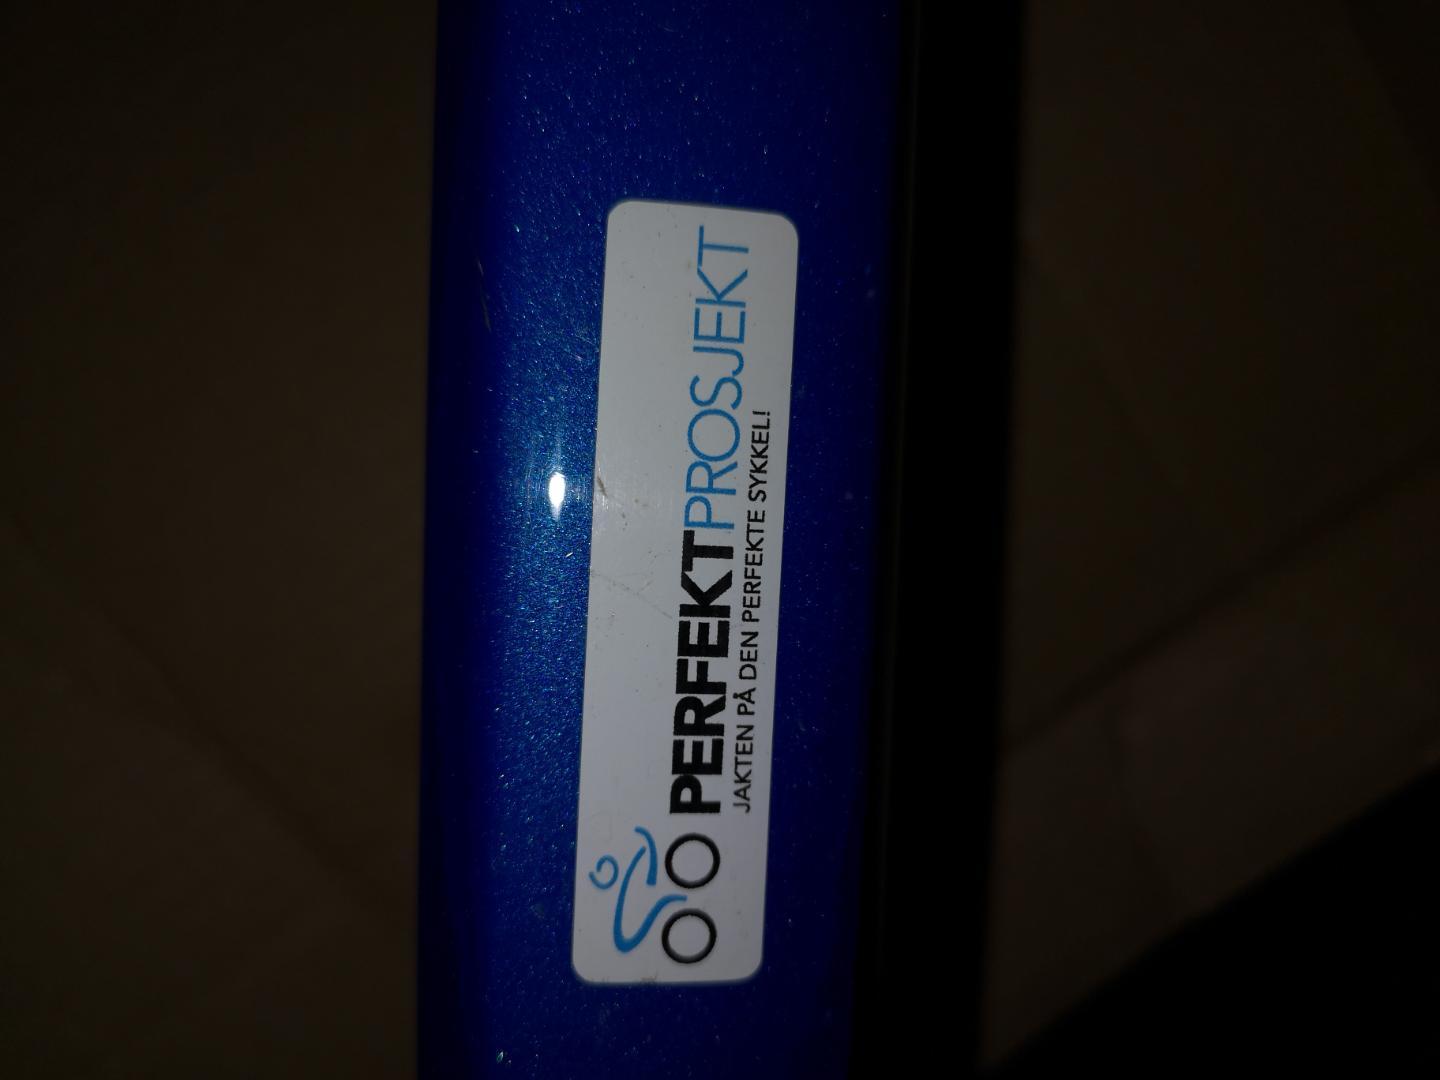 PERFEKTPROSJEKT
JAKTEN PÅ DEN PERFEKTE SYKKEL!